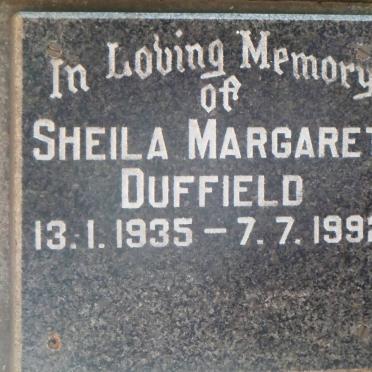 In Loving Memory
of
SHEILA MARGARET
DUFFIELD
13.1.1935 – 7.7.1992